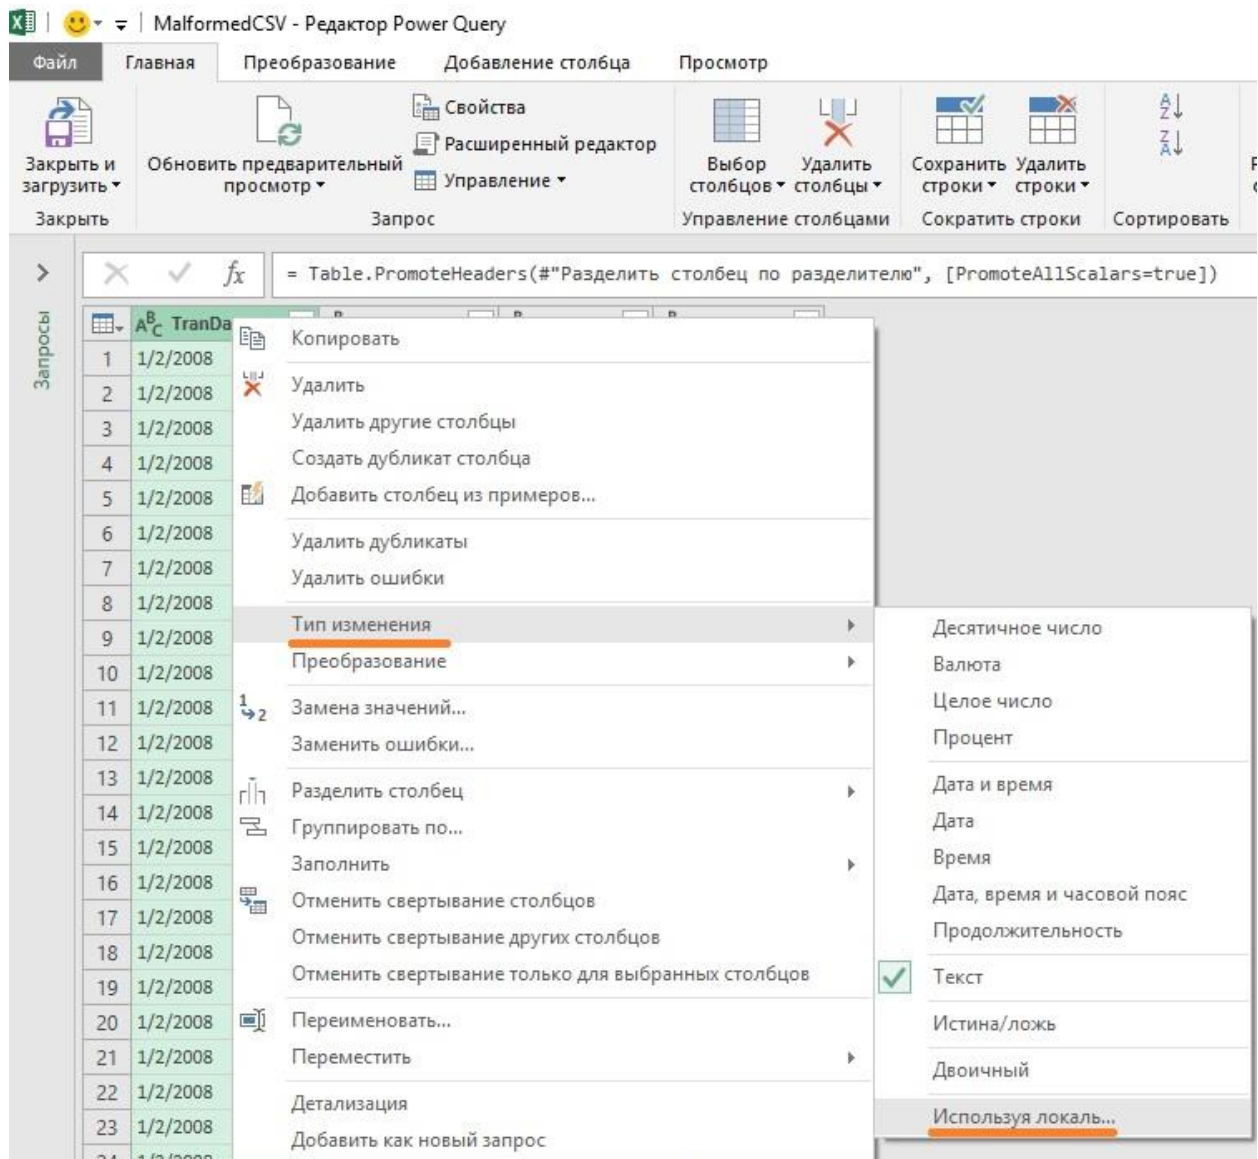 MalformedCSV - Редактор Power Query
Файл Главная Преобразование Добавление столбца Просмотр
Закрыть и загрузить
Обновить предварительный просмотр
Свойства
Расширенный редактор
Управление
Выбор столбцов
Удалить столбцы
Сохранить строки
Удалить строки
Закрыть Запрос Управление столбцами Сократить строки Сортировать
= Table.PromoteHeaders(#"Разделить столбец по разделителю", [PromoteAllScalars=true])
Запросы
ABC TranDa
1 1/2/2008
2 1/2/2008
3 1/2/2008
4 1/2/2008
5 1/2/2008
6 1/2/2008
7 1/2/2008
8 1/2/2008
9 1/2/2008
10 1/2/2008
11 1/2/2008
12 1/2/2008
13 1/2/2008
14 1/2/2008
15 1/2/2008
16 1/2/2008
17 1/2/2008
18 1/2/2008
19 1/2/2008
20 1/2/2008
21 1/2/2008
22 1/2/2008
23 1/2/2008
Копировать
Удалить
Удалить другие столбцы
Создать дубликат столбца
Добавить столбец из примеров...
Удалить дубликаты
Удалить ошибки
Тип изменения
Преобразование
Замена значений...
Заменить ошибки...
Разделить столбец
Группировать по...
Заполнить
Отменить свертывание столбцов
Отменить свертывание других столбцов
Отменить свертывание только для выбранных столбцов
Переименовать...
Переместить
Детализация
Добавить как новый запрос
Десятичное число
Валюта
Целое число
Процент
Дата и время
Дата
Время
Дата, время и часовой пояс
Продолжительность
Текст
Истина/ложь
Двоичный
Используя локаль...